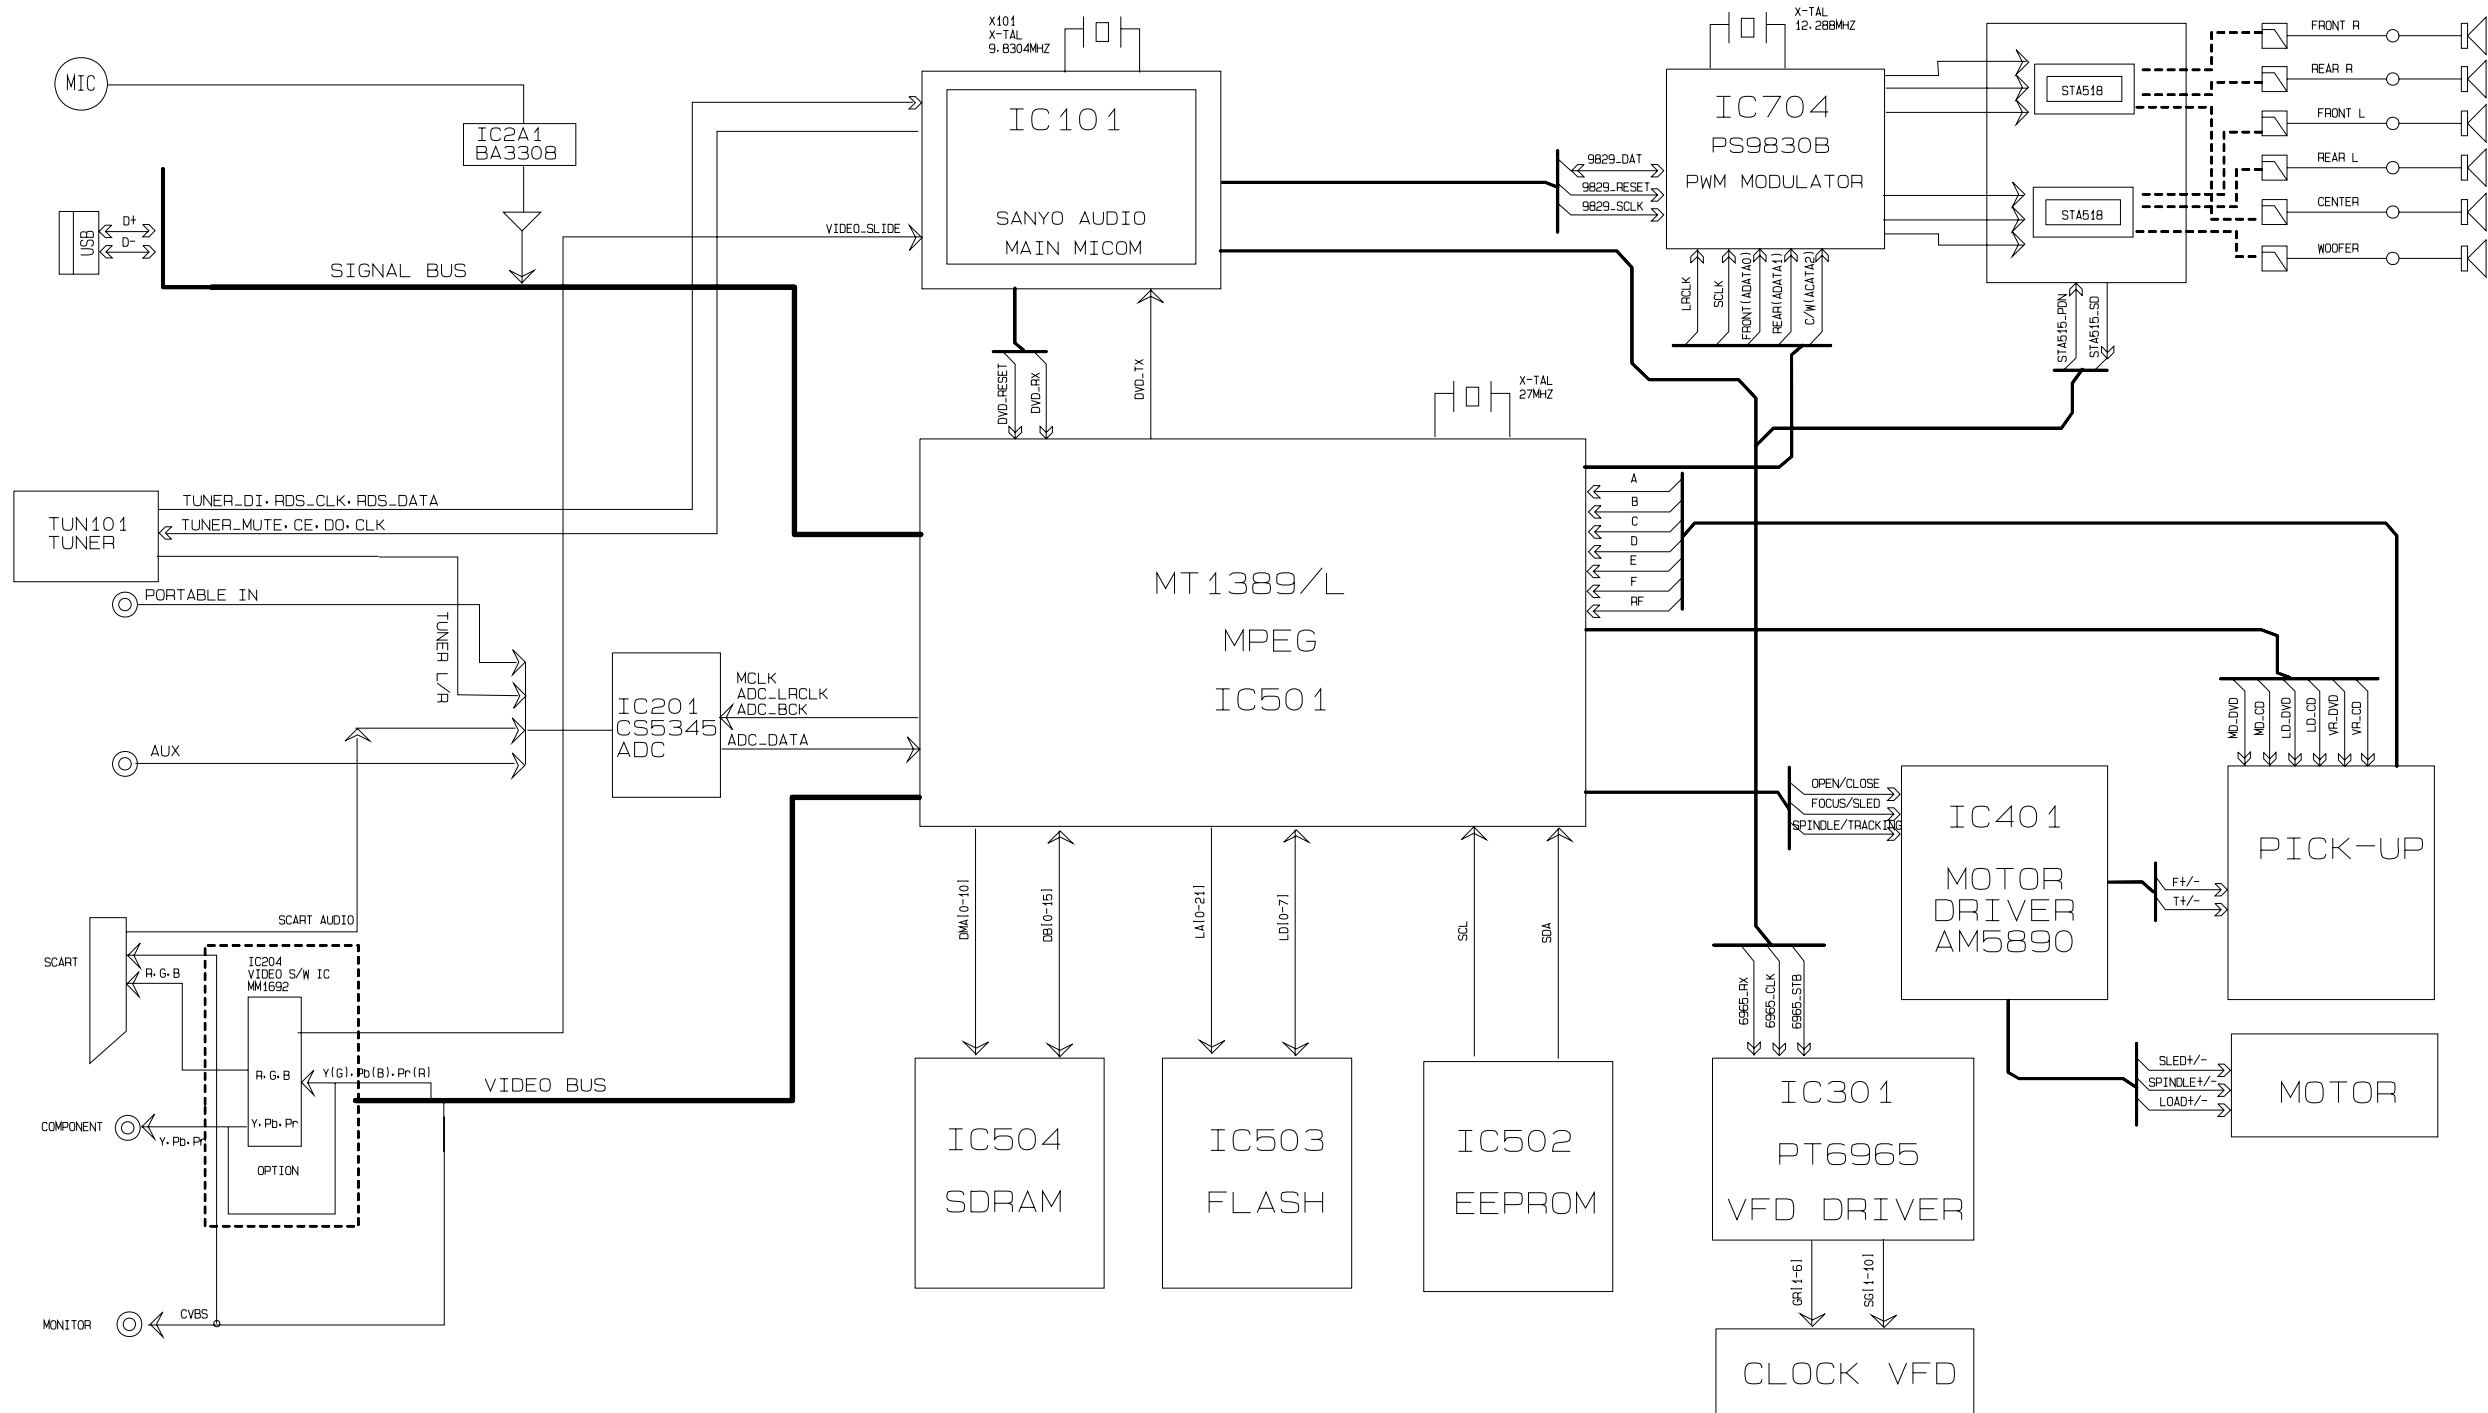 X101
X-TAL
9.8304MHZ
X-TAL
12.288MHZ
MIC
IC2A1
BA3308
USB
D+
D-
SIGNAL BUS
VIDEO_SLIDE
IC101
SANYO AUDIO
MAIN MICOM
9829_DAT
9829_RESET
9829_SCLK
IC704
PS9830B
PWM MODULATOR
STA518
STA518
FRONT R
REAR R
FRONT L
REAR L
CENTER
WOOFER
LRCLK
SCLK
FRONT(ADATA0)
REAR(ADATA1)
C/W(ACATA2)
STA515_PDN
STA515_SD
DVD_RESET
DVD_RX
DVD_TX
X-TAL
27MHZ
TUN101
TUNER
TUNER_DI, RDS_CLK, RDS_DATA
TUNER_MUTE, CE, DO, CLK
PORTABLE IN
TUNER L/R
AUX
IC201
CS5345
ADC
MCLK
ADC_LRCLK
ADC_BCK
ADC_DATA
MT1389/L
MPEG
IC501
A
B
C
D
E
F
RF
MD_DVD
MD_CD
LD_DVD
LD_CD
VR_DVD
VR_CD
OPEN/CLOSE
FOCUS/SLED
SPINDLE/TRACKING
IC401
MOTOR
DRIVER
AM5890
F+/-
T+/-
PICK-UP
SLED+/-
SPINDLE+/-
LOAD+/-
MOTOR
SCART AUDIO
SCART
R,G,B
IC204
VIDEO S/W IC
MM1692
R,G,B
Y(G),Pb(B),Pr(R)
VIDEO BUS
COMPONENT
Y,Pb,Pr
Y,Pb,Pr
OPTION
MONITOR
CVBS
DMA[0-10]
DB[0-15]
LA[0-21]
LD[0-7]
SCL
SDA
IC504
SDRAM
IC503
FLASH
IC502
EEPROM
6965_RX
6965_CLK
6965_STB
IC301
PT6965
VFD DRIVER
GR[1-6]
SG[1-10]
CLOCK VFD